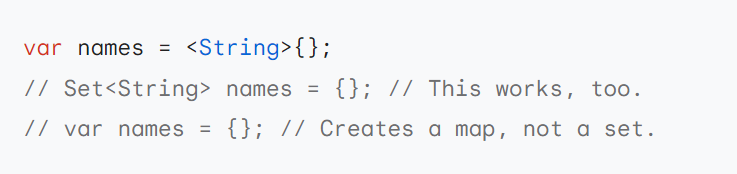 var names = <String>{};
// Set<String> names = {}; // This works, too.
// var names = {}; // Creates a map, not a set.